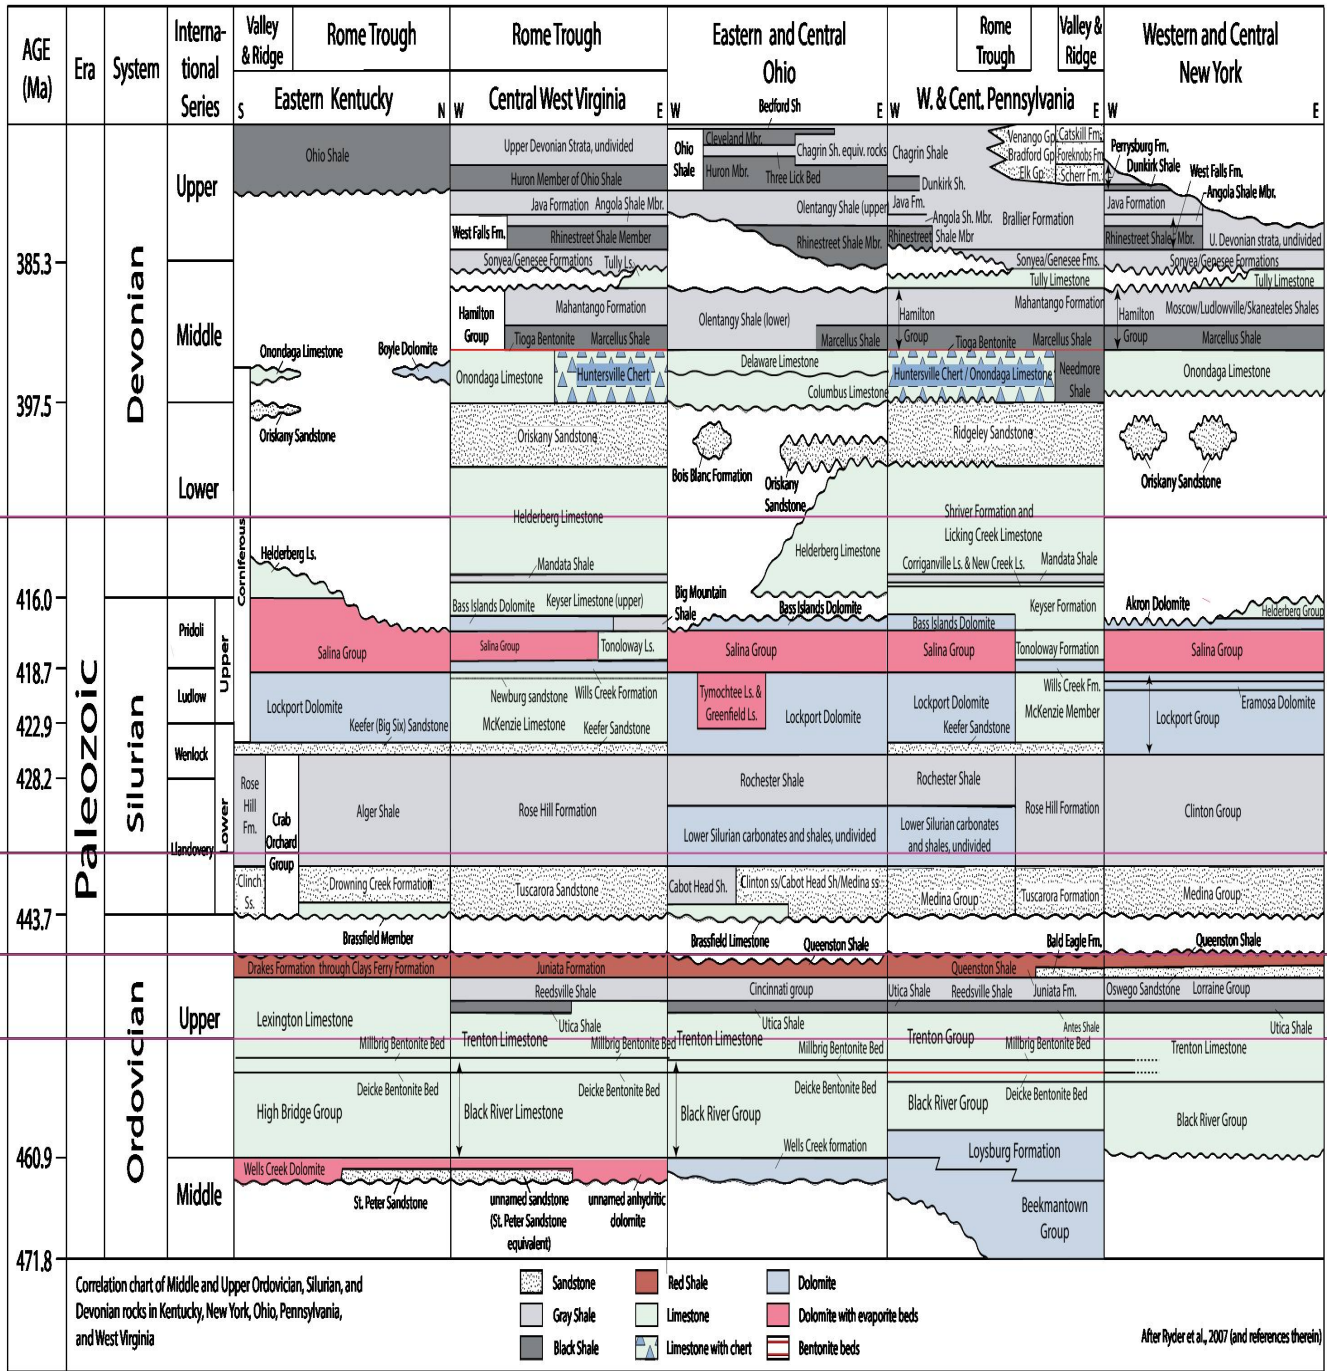 AGE
(Ma)
Era
System
Interna-
tional
Series
Valley
& Ridge
Rome Trough
Eastern Kentucky
S
N
Rome Trough
Central West Virginia
W
E
Eastern and Central
Ohio
W
E
Bedford Sh
Rome
Trough
Valley &
Ridge
W. & Cent. Pennsylvania
W
E
Western and Central
New York
W
E
385.3
397.5
416.0
418.7
422.9
428.2
443.7
460.9
471.8
Paleozoic
Devonian
Silurian
Ordovician
Upper
Middle
Lower
Pridoli
Ludlow
Wenlock
Llandovery
Upper
Lower
Upper
Middle
Corniferous
Ohio Shale
Onondaga Limestone
Boyle Dolomite
Oriskany Sandstone
Helderberg Ls.
Salina Group
Lockport Dolomite
Keefer (Big Six) Sandstone
Rose
Hill
Fm.
Crab
Orchard
Group
Alger Shale
Clinch
Ss.
Drowning Creek Formation
Brassfield Member
Drakes Formation through Clays Ferry Formation
Lexington Limestone
Millbrig Bentonite Bed
Deicke Bentonite Bed
High Bridge Group
Wells Creek Dolomite
St. Peter Sandstone
Upper Devonian Strata, undivided
Huron Member of Ohio Shale
Java Formation
Angola Shale Mbr.
West Falls Fm.
Rhinestreet Shale Member
Sonyea/Genesee Formations
Tully Ls.
Hamilton
Group
Mahantango Formation
Tioga Bentonite
Marcellus Shale
Onondaga Limestone
Huntersville Chert
Oriskany Sandstone
Helderberg Limestone
Mandata Shale
Keyser Limestone (upper)
Bass Islands Dolomite
Big Mountain
Shale
Salina Group
Tonoloway Ls.
Wills Creek Formation
Newburg sandstone
McKenzie Limestone
Keefer Sandstone
Rose Hill Formation
Tuscarora Sandstone
Juniata Formation
Reedsville Shale
Utica Shale
Trenton Limestone
Millbrig Bentonite Bed
Deicke Bentonite Bed
Black River Limestone
unnamed sandstone
(St. Peter Sandstone
equivalent)
unnamed anhydritic
dolomite
Ohio
Shale
Cleveland Mbr.
Chagrin Sh. equiv. rocks
Huron Mbr.
Three Lick Bed
Olentangy Shale (upper)
Rhinestreet Shale Mbr.
Olentangy Shale (lower)
Marcellus Shale
Delaware Limestone
Columbus Limestone
Bois Blanc Formation
Oriskany
Sandstone
Helderberg Limestone
Bass Islands Dolomite
Salina Group
Tymochtee Ls. &
Greenfield Ls.
Lockport Dolomite
Rochester Shale
Lower Silurian carbonates and shales, undivided
Cabot Head Sh.
Clinton ss/Cabot Head Sh/Medina ss
Brassfield Limestone
Queenston Shale
Cincinnati group
Utica Shale
Trenton Limestone
Millbrig Bentonite Bed
Deicke Bentonite Bed
Black River Group
Wells Creek formation
Chagrin Shale
Venango Gp.
Catskill Fm.
Bradford Gp.
Foreknobs Fm
Elk Gp.
Scherr Fm.
Dunkirk Sh.
Java Fm.
Angola Sh. Mbr.
Brallier Formation
Rhinestreet
Shale Mbr
Sonyea/Genesee Fms.
Tully Limestone
Mahantango Formation
Hamilton
Group
Tioga Bentonite
Marcellus Shale
Huntersville Chert / Onondaga Limestone
Needmore
Shale
Ridgeley Sandstone
Shriver Formation and
Licking Creek Limestone
Corriganville Ls. & New Creek Ls.
Mandata Shale
Keyser Formation
Bass Islands Dolomite
Salina Group
Tonoloway Formation
Wills Creek Fm.
Lockport Dolomite
McKenzie Member
Keefer Sandstone
Rochester Shale
Lower Silurian carbonates
and shales, undivided
Rose Hill Formation
Medina Group
Tuscarora Formation
Bald Eagle Fm.
Queenston Shale
Utica Shale
Reedsville Shale
Juniata Fm.
Antes Shale
Trenton Group
Millbrig Bentonite Bed
Deicke Bentonite Bed
Black River Group
Loysburg Formation
Beekmantown
Group
Perrysburg Fm.
Dunkirk Shale
West Falls Fm.
Angola Shale Mbr.
Java Formation
Rhinestreet Shale Mbr.
U. Devonian strata, undivided
Sonyea/Genesee Formations
Tully Limestone
Hamilton
Group
Moscow/Ludlowville/Skaneateles Shales
Marcellus Shale
Onondaga Limestone
Oriskany Sandstone
Akron Dolomite
Helderberg Group
Salina Group
Eramosa Dolomite
Lockport Group
Clinton Group
Medina Group
Queenston Shale
Oswego Sandstone
Lorraine Group
Utica Shale
Trenton Limestone
Black River Group
Correlation chart of Middle and Upper Ordovician, Silurian, and
Devonian rocks in Kentucky, New York, Ohio, Pennsylvania,
and West Virginia
Sandstone
Red Shale
Dolomite
Gray Shale
Limestone
Dolomite with evaporite beds
Black Shale
Limestone with chert
Bentonite beds
After Ryder et al., 2007 (and references therein)